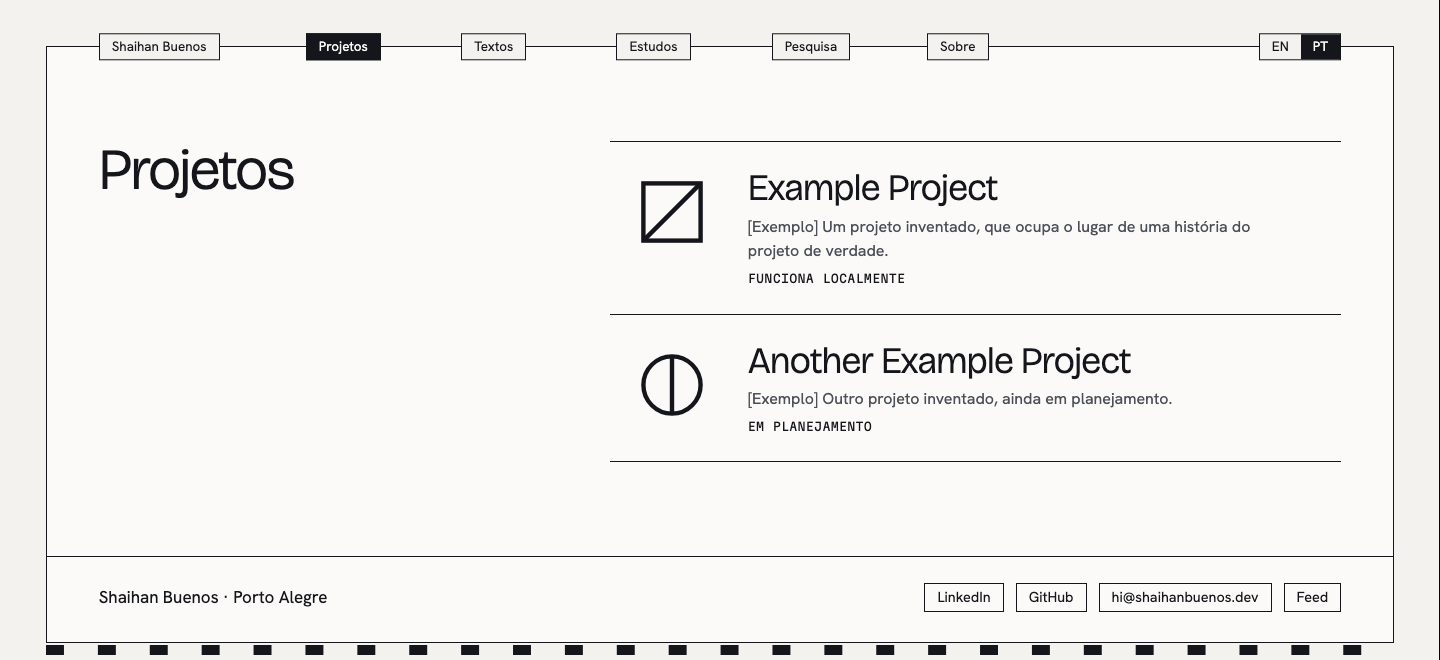 Shaihan Buenos
Projetos
Textos
Estudos
Pesquisa
Sobre
EN
PT
Projetos
Example Project
[Exemplo] Um projeto inventado, que ocupa o lugar de uma história do
projeto de verdade.
FUNCIONA LOCALMENTE
Another Example Project
[Exemplo] Outro projeto inventado, ainda em planejamento.
EM PLANEJAMENTO
Shaihan Buenos · Porto Alegre
LinkedIn
GitHub
hi@shaihanbuenos.dev
Feed